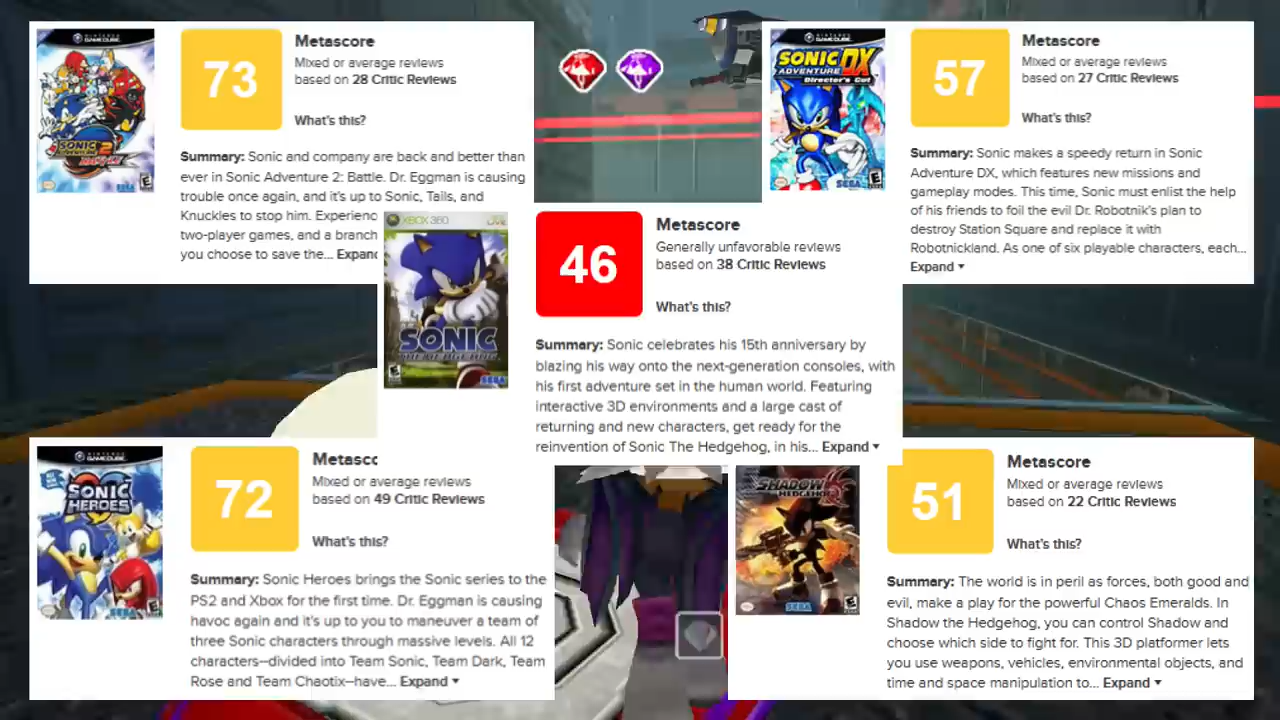 NINTENDO
GAMECUBE
SONIC
ADVENTURE
2
BATTLE
SEGA
E
73
Metascore
Mixed or average reviews
based on 28 Critic Reviews
What's this?
Summary: Sonic and company are back and better than
ever in Sonic Adventure 2: Battle. Dr. Eggman is causing
trouble once again, and it's up to Sonic, Tails, and
Knuckles to stop him. Experienc
two-player games, and a branch
you choose to save the... Expand
NINTENDO
GAMECUBE
SONIC
ADVENTURE DX
Director's Cut
SEGA
E
57
Metascore
Mixed or average reviews
based on 27 Critic Reviews
What's this?
Summary: Sonic makes a speedy return in Sonic
Adventure DX, which features new missions and
gameplay modes. This time, Sonic must enlist the help
of his friends to foil the evil Dr. Robotnik's plan to
destroy Station Square and replace it with
Robotnickland. As one of six playable characters, each...
Expand
XBOX 360
LIVE
SONIC
THE HEDGEHOG
SEGA
46
Metascore
Generally unfavorable reviews
based on 38 Critic Reviews
What's this?
Summary: Sonic celebrates his 15th anniversary by
blazing his way onto the next-generation consoles, with
his first adventure set in the human world. Featuring
interactive 3D environments and a large cast of
returning and new characters, get ready for the
reinvention of Sonic The Hedgehog, in his... Expand
NINTENDO
GAMECUBE
SONIC
HEROES
SEGA
E
72
Metasc
Mixed or average reviews
based on 49 Critic Reviews
What's this?
Summary: Sonic Heroes brings the Sonic series to the
PS2 and Xbox for the first time. Dr. Eggman is causing
havoc again and it's up to you to maneuver a team of
three Sonic characters through massive levels. All 12
characters--divided into Team Sonic, Team Dark, Team
Rose and Team Chaotix--have... Expand
SHADOW
THE HEDGEHOG
SEGA
51
Metascore
Mixed or average reviews
based on 22 Critic Reviews
What's this?
Summary: The world is in peril as forces, both good and
evil, make a play for the powerful Chaos Emeralds. In
Shadow the Hedgehog, you can control Shadow and
choose which side to fight for. This 3D platformer lets
you use weapons, vehicles, environmental objects, and
time and space manipulation to... Expand